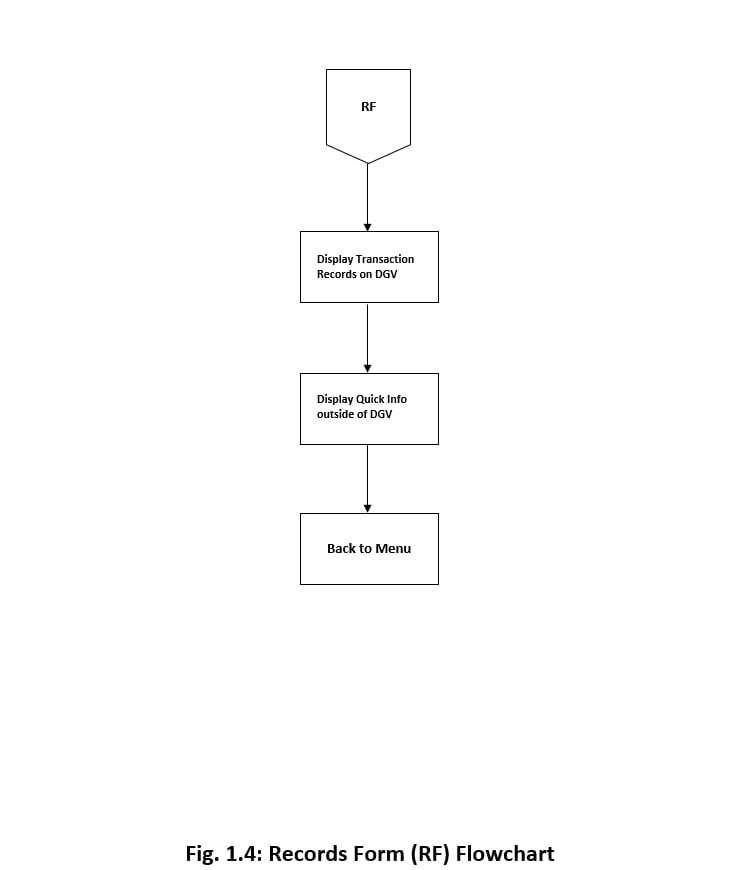 RF
Display Transaction
Records on DGV
Display Quick Info
outside of DGV
Back to Menu
Fig. 1.4: Records Form (RF) Flowchart